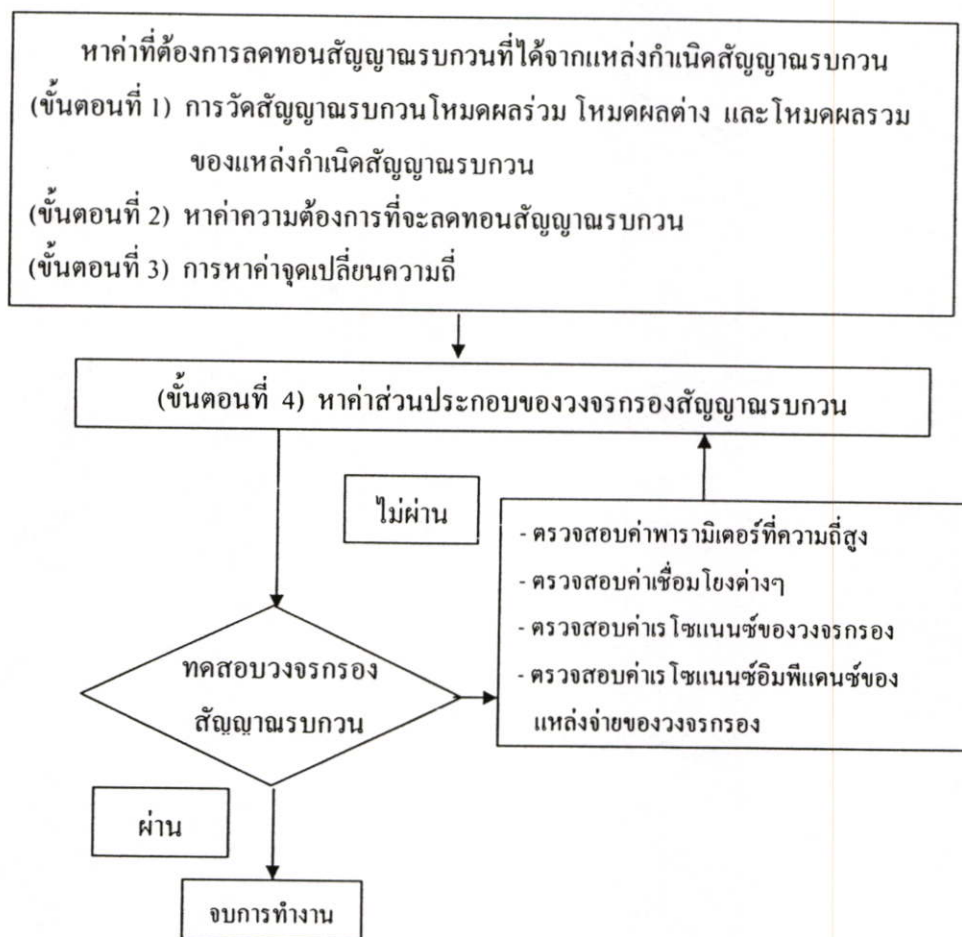 หาค่าที่ต้องการลดทอนสัญญาณรบกวนที่ได้จากแหล่งกำเนิดสัญญาณรบกวน
(ขั้นตอนที่ 1) การวัดสัญญาณรบกวนโหมดผลร่วม โหมดผลต่าง และโหมดผลรวม
ของแหล่งกำเนิดสัญญาณรบกวน
(ขั้นตอนที่ 2) หาค่าความต้องการที่จะลดทอนสัญญาณรบกวน
(ขั้นตอนที่ 3) การหาค่าจุดเปลี่ยนความถี่
(ขั้นตอนที่ 4) หาค่าส่วนประกอบของวงจรกรองสัญญาณรบกวน
ไม่ผ่าน
- ตรวจสอบค่าพารามิเตอร์ที่ความถี่สูง
- ตรวจสอบค่าเชื่อมโยงต่างๆ
- ตรวจสอบค่าเรโซแนนซ์ของวงจรกรอง
- ตรวจสอบค่าเรโซแนนซ์อิมพีแดนซ์ของ
แหล่งจ่ายของวงจรกรอง
ทดสอบวงจรกรอง
สัญญาณรบกวน
ผ่าน
จบการทำงาน